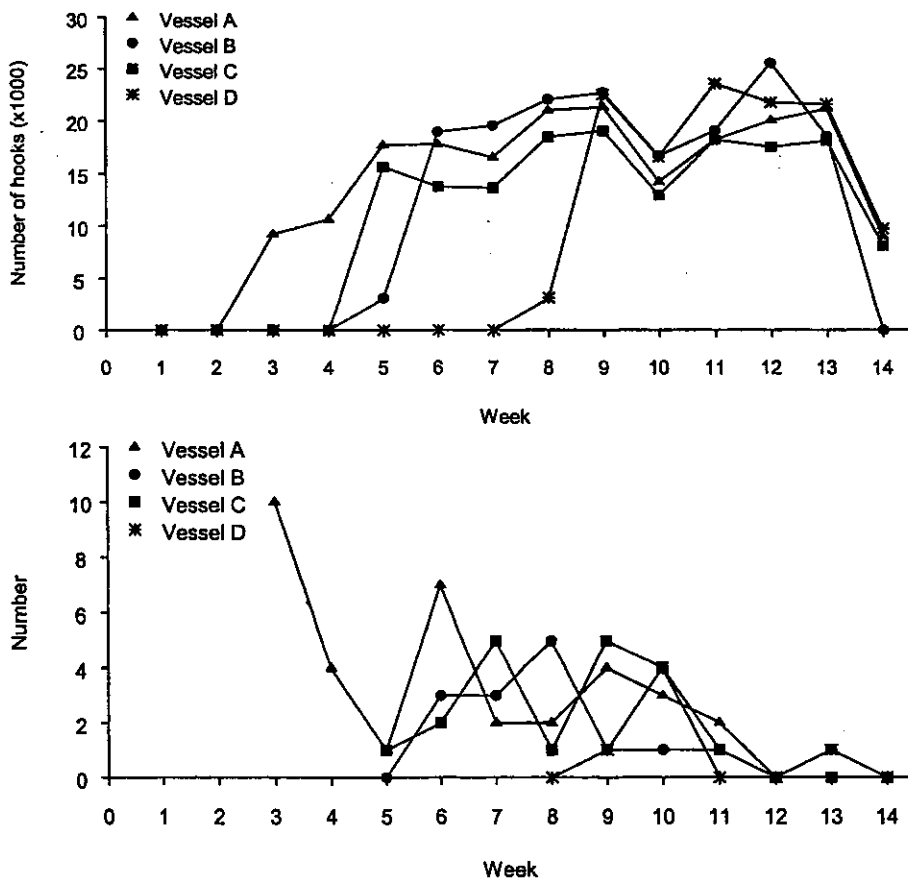 Number of hooks (x1000)
30
25
20
15
10
5
0
Vessel A
Vessel B
Vessel C
Vessel D
0 1 2 3 4 5 6 7 8 9 10 11 12 13 14
Week
Number
12
10
8
6
4
2
0
Vessel A
Vessel B
Vessel C
Vessel D
0 1 2 3 4 5 6 7 8 9 10 11 12 13 14
Week